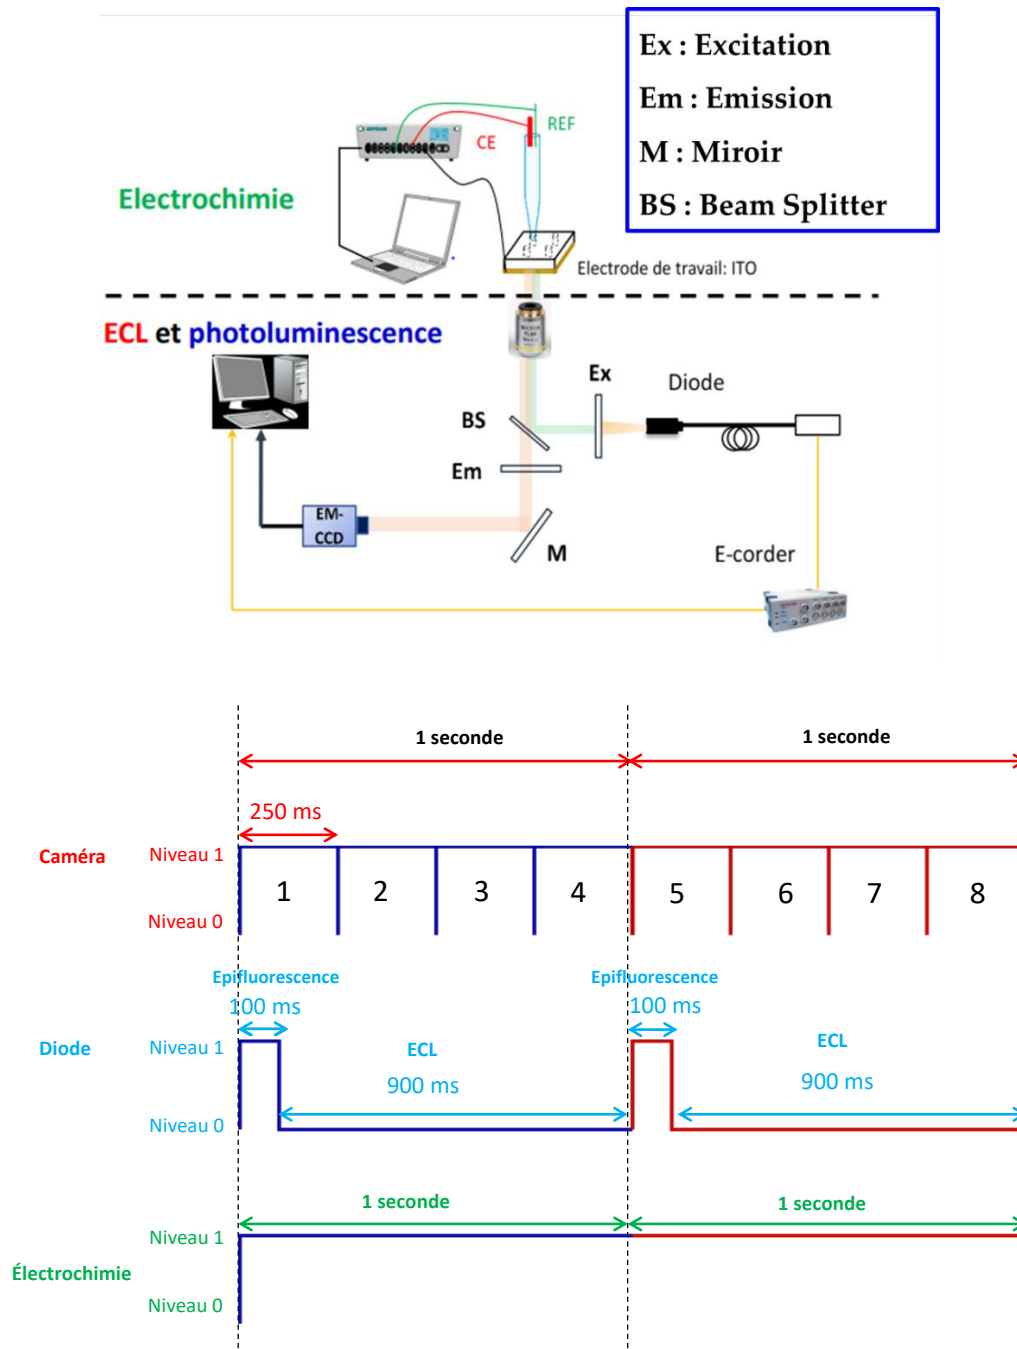 Ex : Excitation
Em : Emission
M : Miroir
BS : Beam Splitter
REF
CE
Electrochimie
Electrode de travail: ITO
ECL et photoluminescence
Ex
Diode
BS
Em
EM-
CCD
M
E-corder
1 seconde
1 seconde
250 ms
Caméra
Niveau 1
1
2
3
4
5
6
7
8
Niveau 0
Epifluorescence
Epifluorescence
100 ms
100 ms
Diode
Niveau 1
ECL
ECL
900 ms
900 ms
Niveau 0
1 seconde
1 seconde
Niveau 1
Électrochimie
Niveau 0